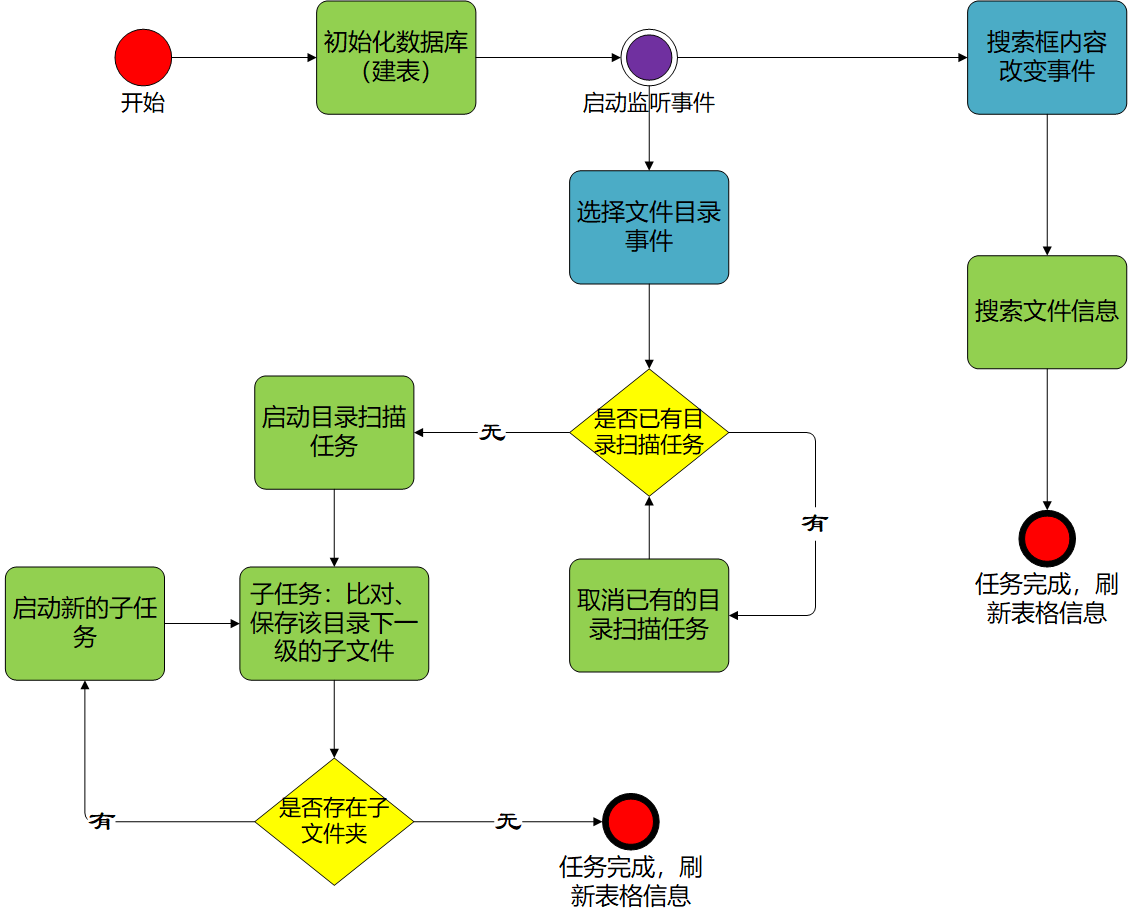 初始化数据库
（建表）
开始
启动监听事件
搜索框内容
改变事件
选择文件目录
事件
搜索文件信息
是否已有目
录扫描任务
无
有
启动目录扫描
任务
取消已有的目
录扫描任务
任务完成，刷
新表格信息
启动新的子任
务
子任务：比对、
保存该目录下一
级的子文件
是否存在子
文件夹
有
无
任务完成，刷
新表格信息